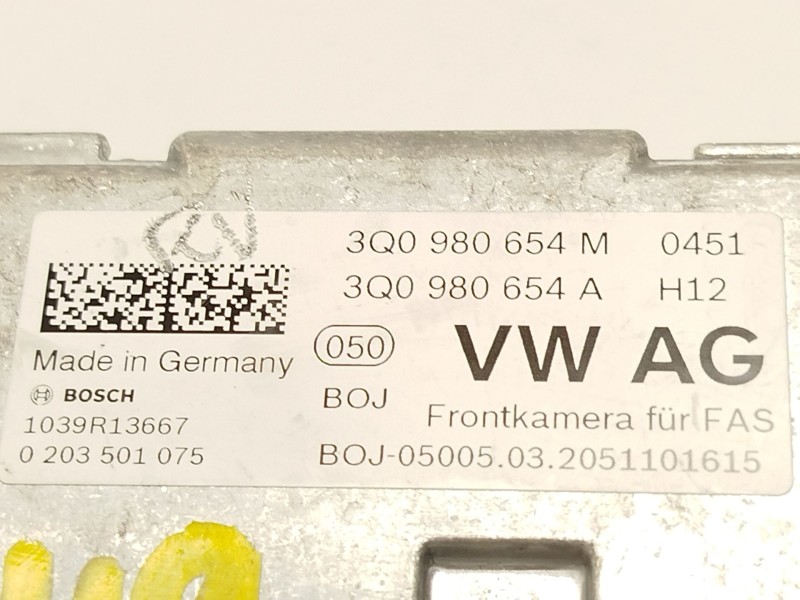 3Q0 980 654 M 0451
3Q0 980 654 A H12
050 VW AG
Made in Germany
BOSCH BOJ
Frontkamera für FAS
1039R13667
0 203 501 075 BOJ-05005.03.2051101615